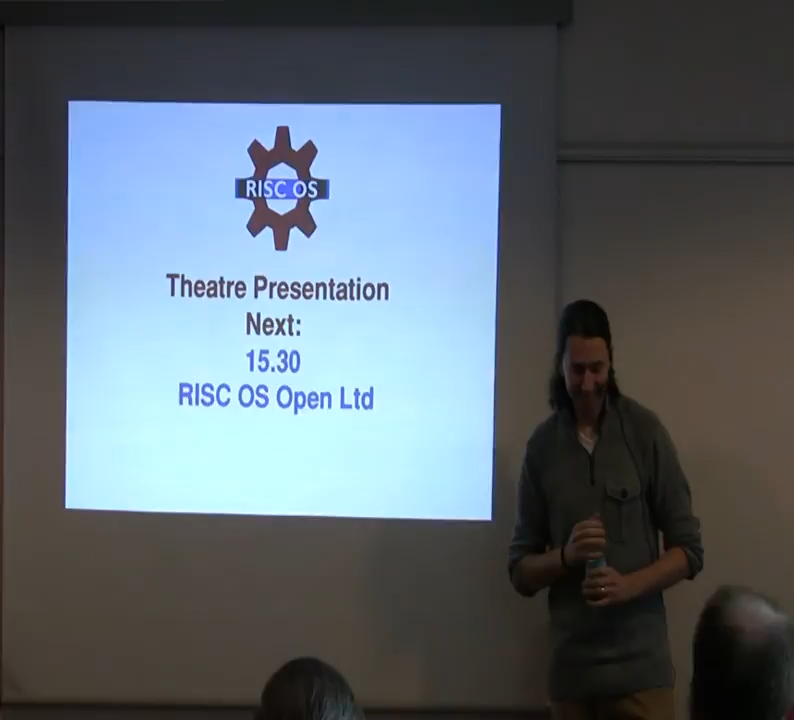 RISC OS
Theatre Presentation
Next:
15.30
RISC OS Open Ltd